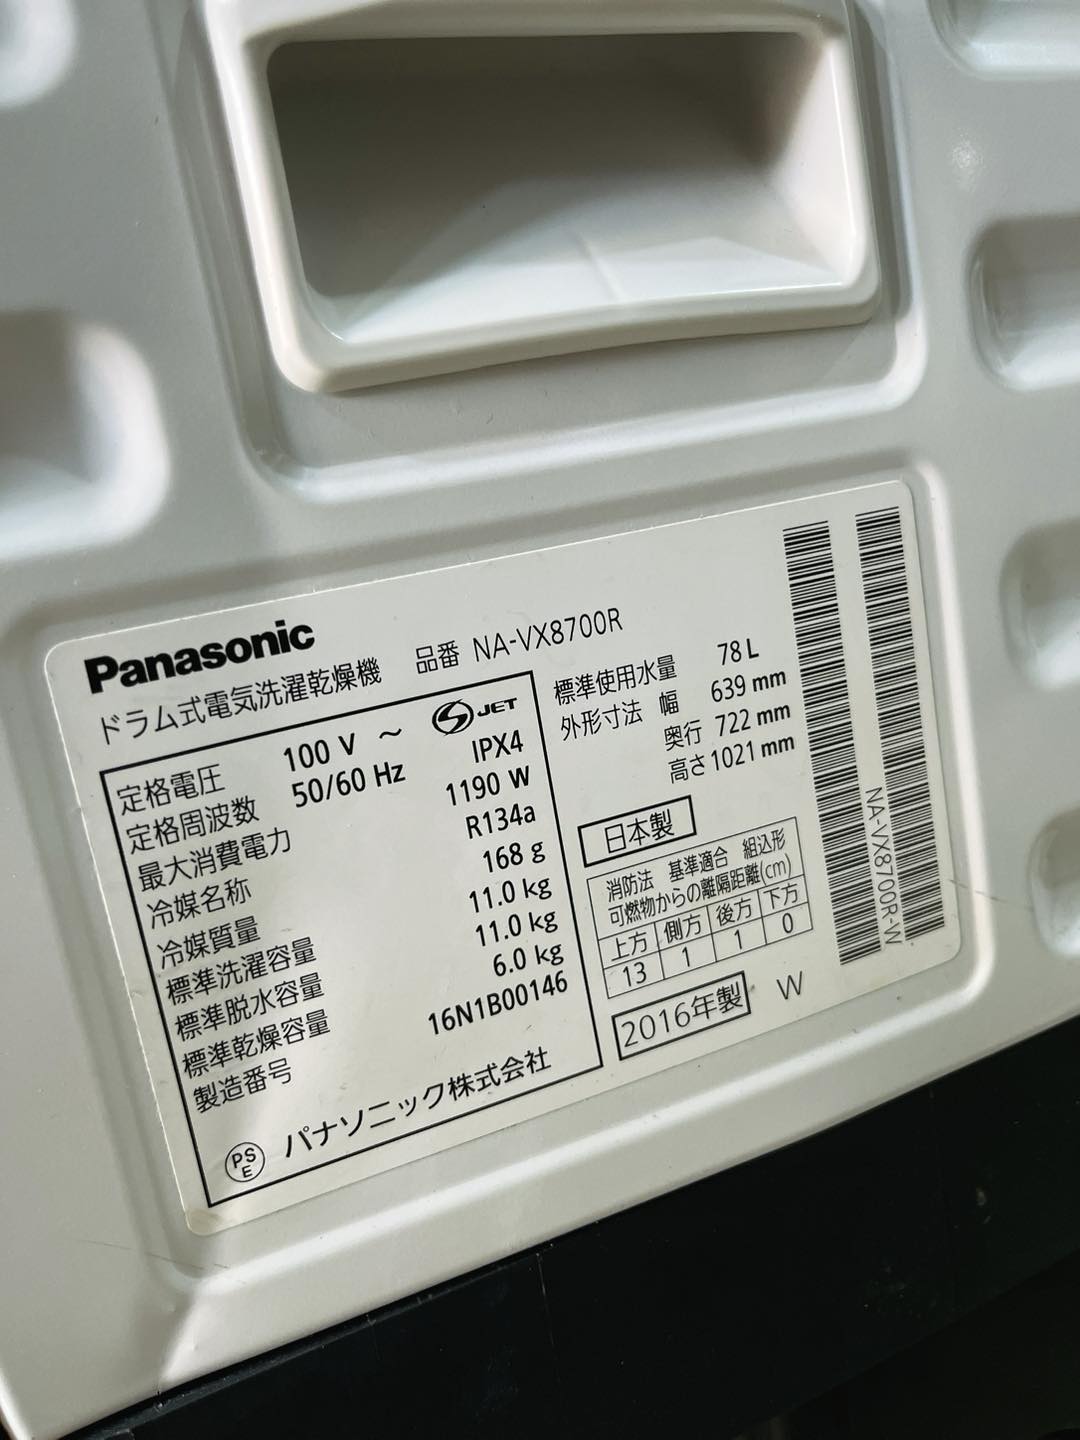 Panasonic
ドラム式電気洗濯乾燥機 品番 NA-VX8700R
定格電圧 100 V ～ JET
定格周波数 50/60 Hz IPX4
最大消費電力 1190 W
冷媒名称 R134a
冷媒質量 168 g
標準洗濯容量 11.0 kg
標準脱水容量 11.0 kg
標準乾燥容量 6.0 kg
製造番号 16N1B00146
PS E パナソニック株式会社
標準使用水量 78 L
外形寸法 幅 639 mm
奥行 722 mm
高さ 1021 mm
日本製
消防法 基準適合 組込形
可燃物からの離隔距離(cm)
上方 側方 後方 下方
13 1 1 0
2016年製 W
NA-VX8700R-W